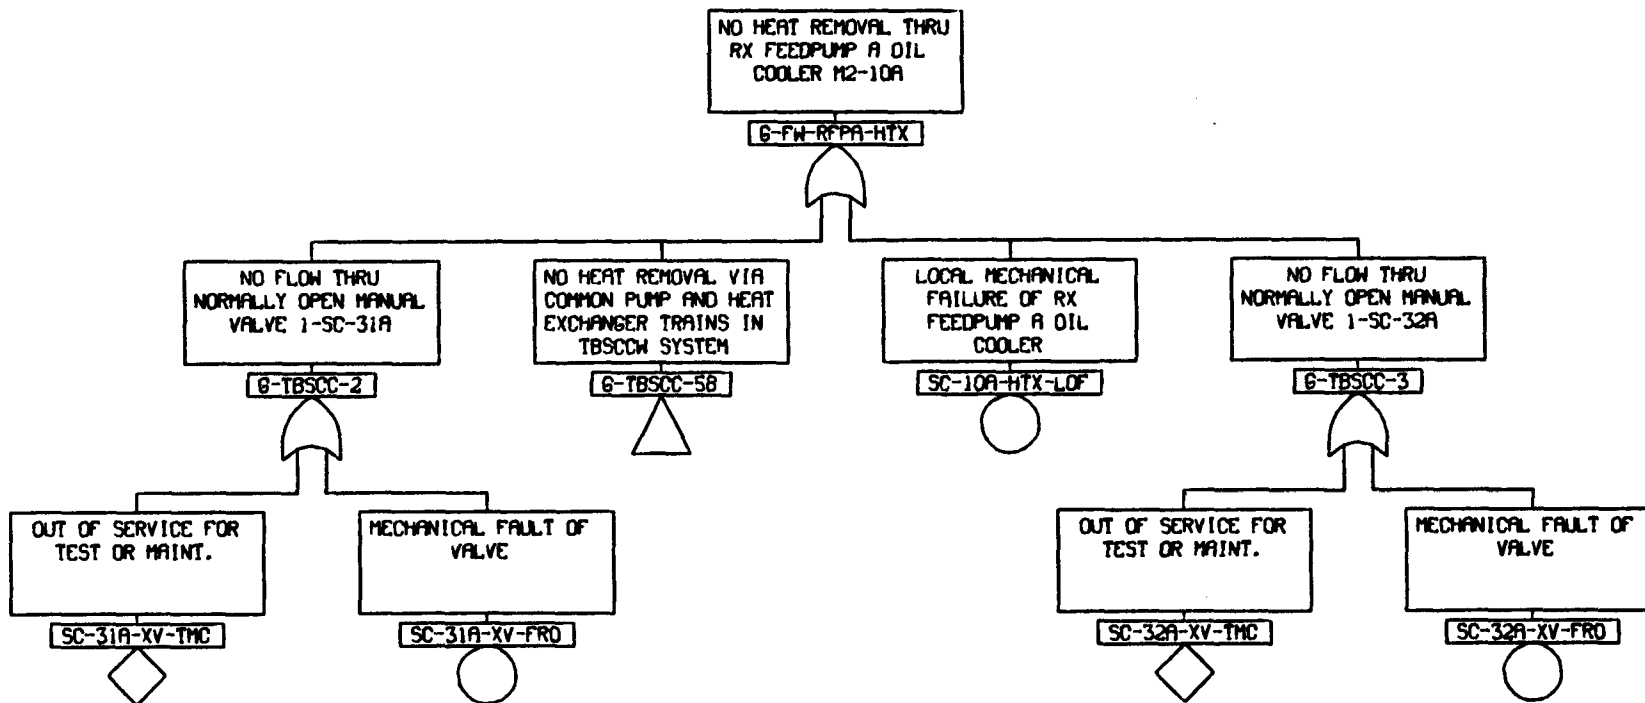 NO HEAT REMOVAL THRU
RX FEEDPUMP A OIL
COOLER M2-10A
G-FW-RFPA-HTX
NO FLOW THRU
NORMALLY OPEN MANUAL
VALVE 1-SC-31A
G-TBSCC-2
NO HEAT REMOVAL VIA
COMMON PUMP AND HEAT
EXCHANGER TRAINS IN
TBSCCW SYSTEM
G-TBSCC-58
LOCAL MECHANICAL
FAILURE OF RX
FEEDPUMP A OIL
COOLER
SC-10A-HTX-LOF
NO FLOW THRU
NORMALLY OPEN MANUAL
VALVE 1-SC-32A
G-TBSCC-3
OUT OF SERVICE FOR
TEST OR MAINT.
SC-31A-XV-TMC
MECHANICAL FAULT OF
VALVE
SC-31A-XV-FRO
OUT OF SERVICE FOR
TEST OR MAINT.
SC-32A-XV-TMC
MECHANICAL FAULT OF
VALVE
SC-32A-XV-FRO